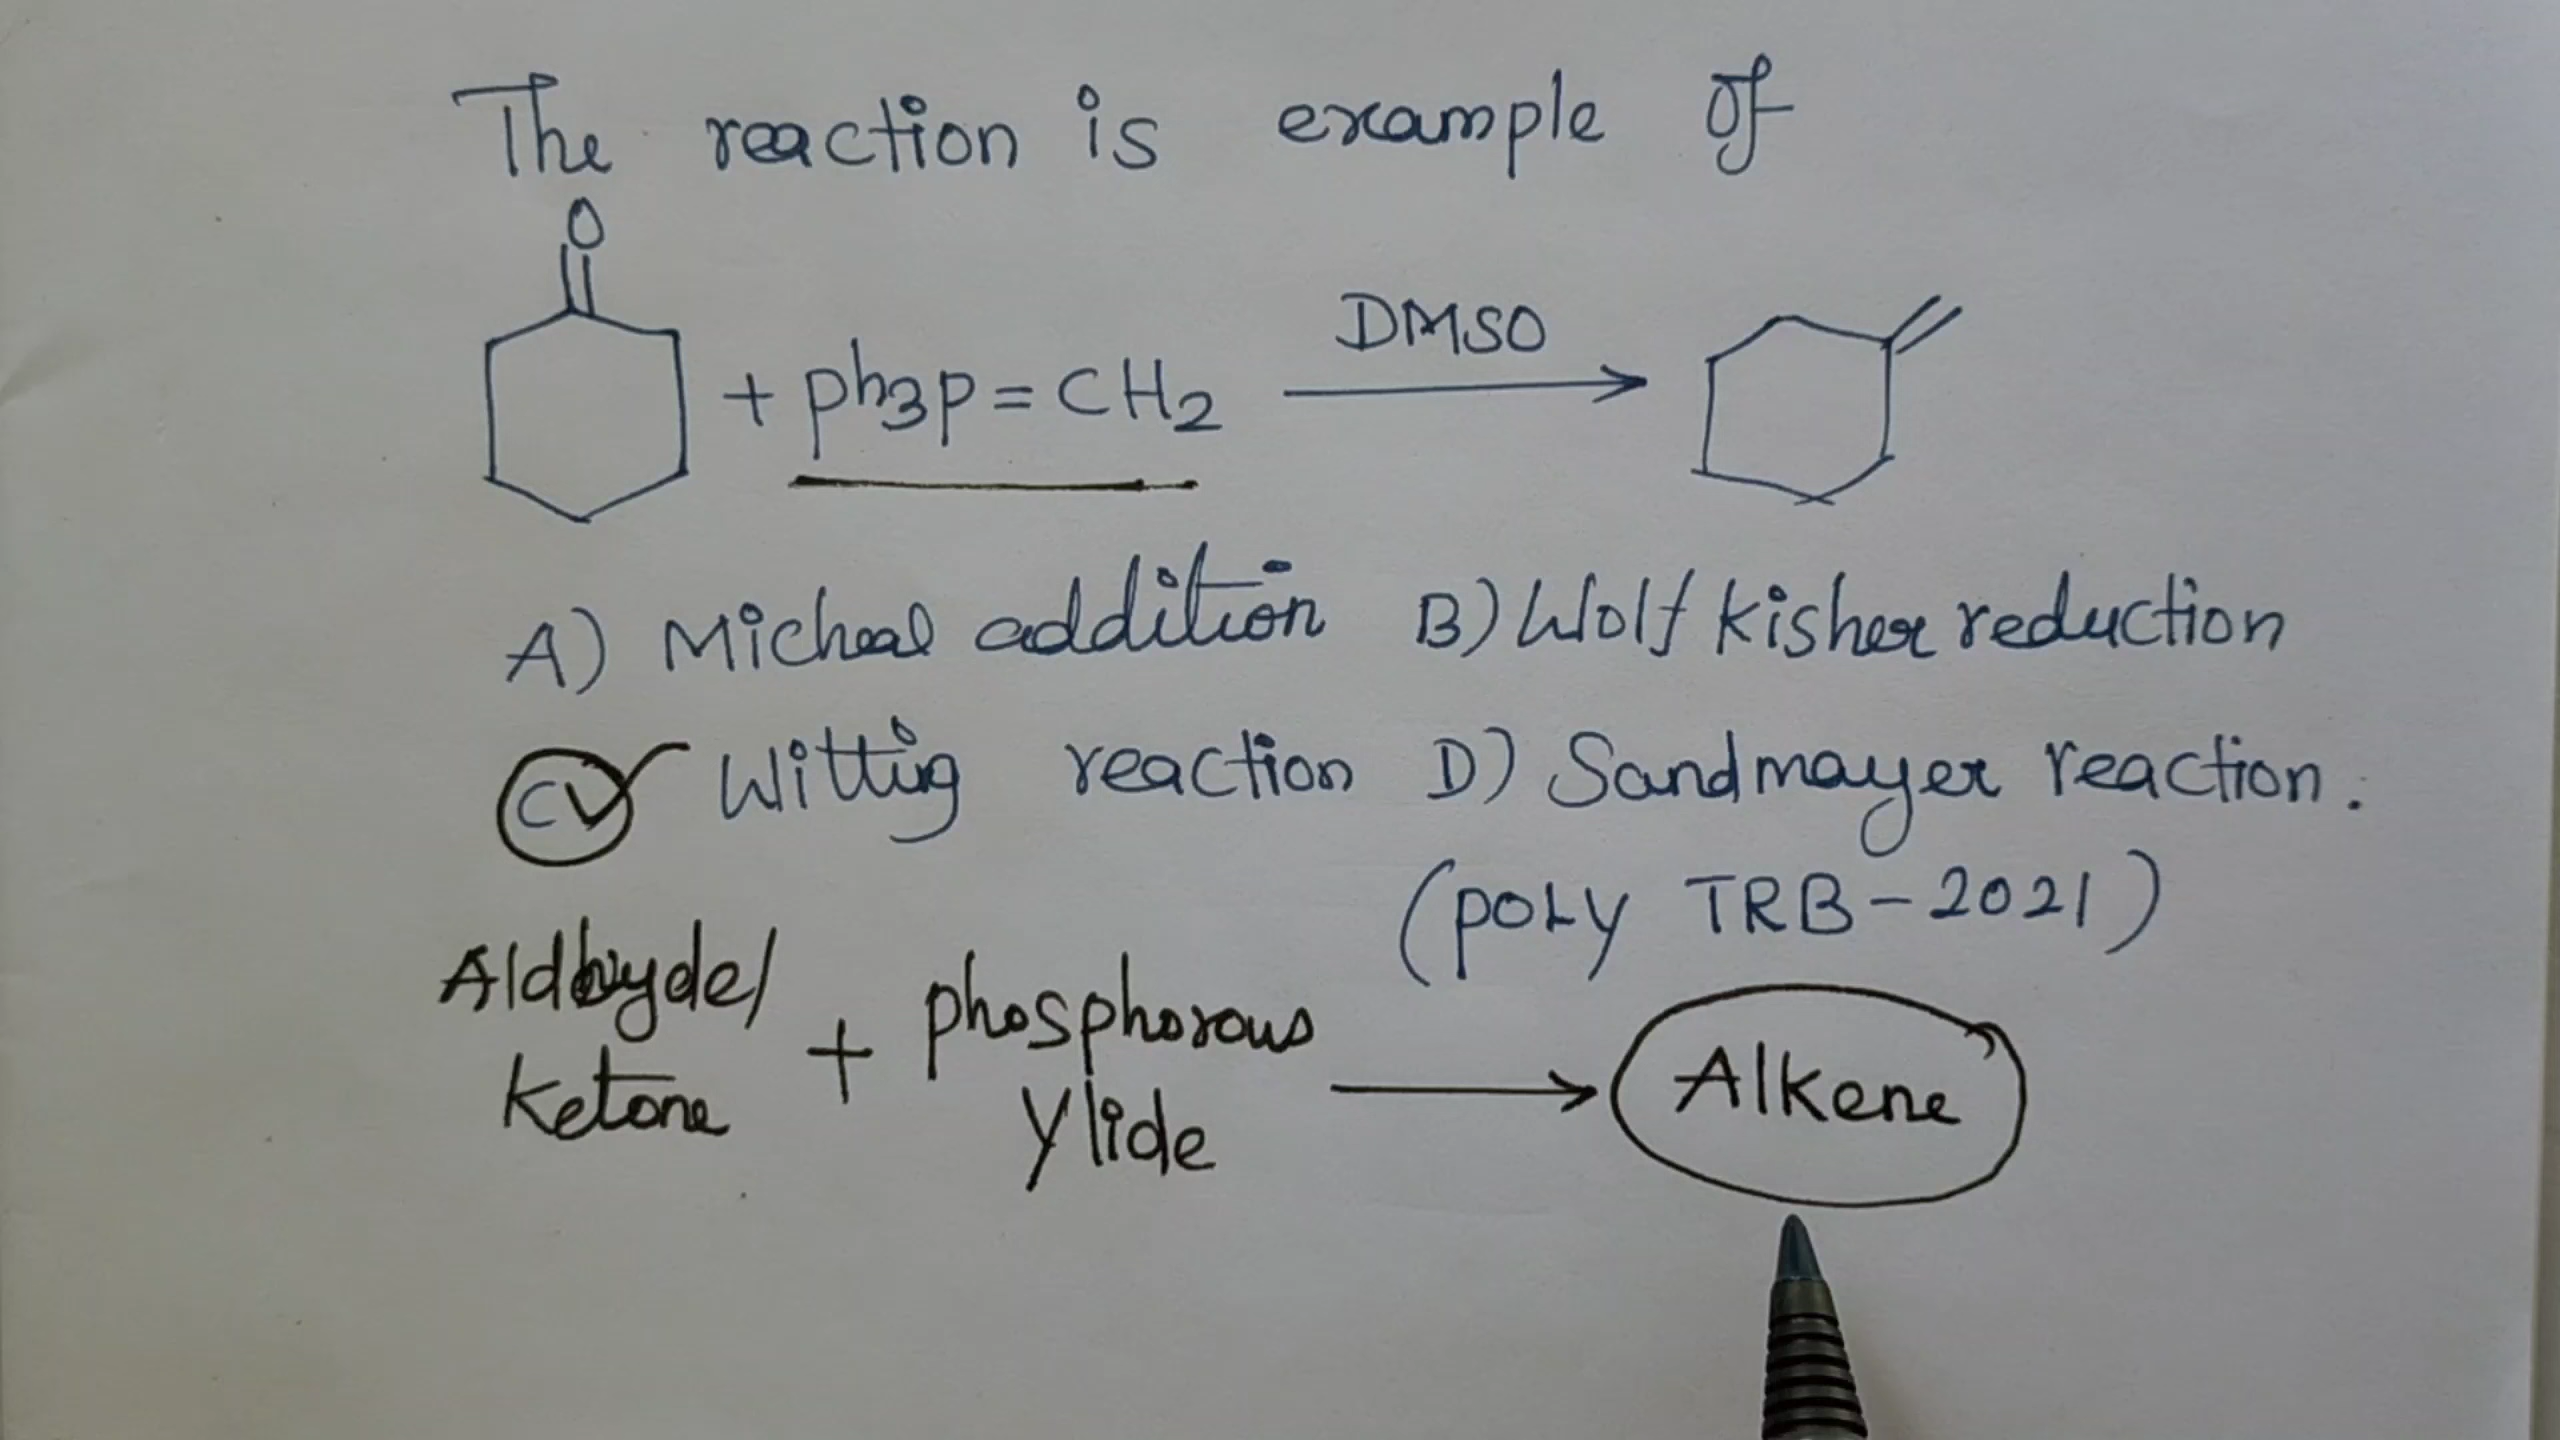 The reaction is example of
O
+ ph3p = CH2 DMSO
A) Micheal addition B) Wolf kisher reduction
C Wittig reaction D) Sandmayer reaction.
(poly TRB - 2021)
Aldehyde/ ketone + phosphorous ylide Alkene